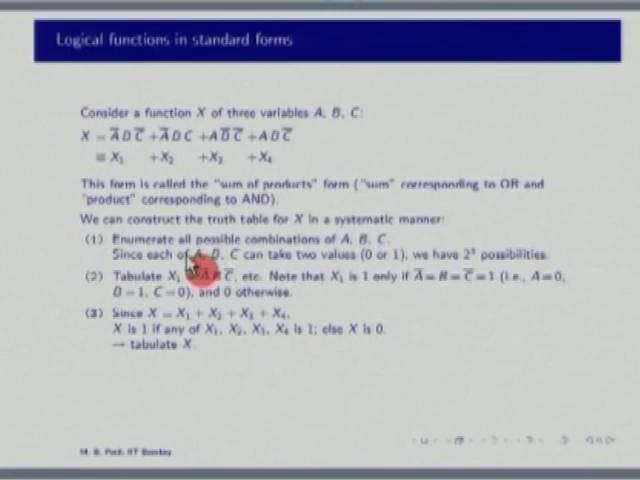 Logical functions in standard forms
Consider a function X of three variables A, B, C:
X = A̅ B C̅ + A̅ B C + A B̅ C̅ + A B C̅
≡ X₁ + X₂ + X₃ + X₄
This form is called the "sum of products" form ("sum" corresponding to OR and
"product" corresponding to AND).
We can construct the truth table for X in a systematic manner:
(1) Enumerate all possible combinations of A, B, C.
Since each of A, B, C can take two values (0 or 1), we have 2³ possibilities.
(2) Tabulate X₁ = A̅ B C̅, etc. Note that X₁ is 1 only if A̅ = B = C̅ = 1 (i.e., A = 0,
B = 1, C = 0), and 0 otherwise.
(3) Since X = X₁ + X₂ + X₃ + X₄,
X is 1 if any of X₁, X₂, X₃, X₄ is 1; else X is 0.
→ tabulate X.
M. B. Patil, IIT Bombay